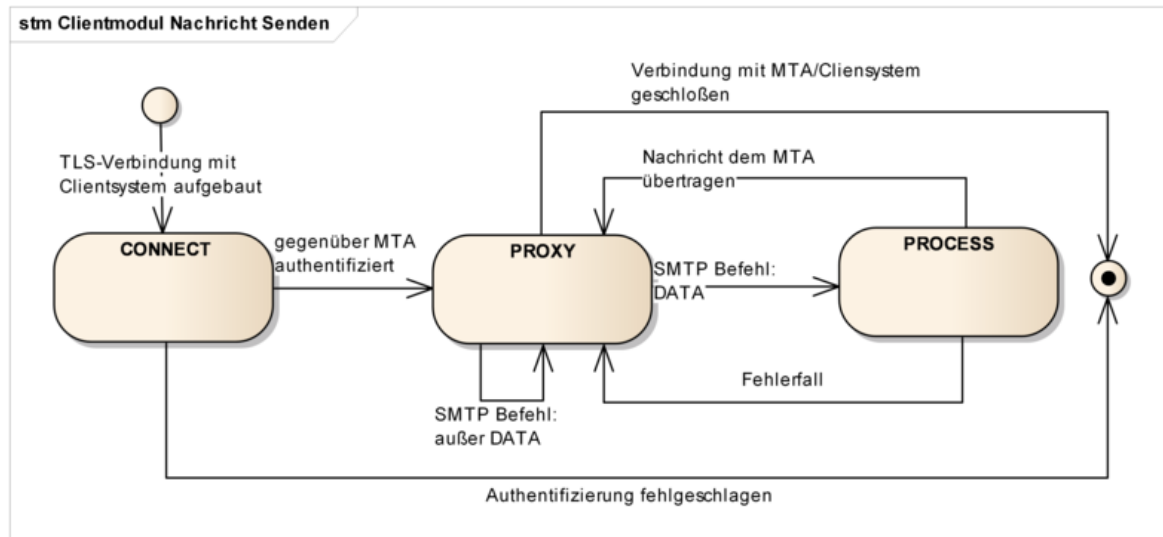 stm Clientmodul Nachricht Senden
Verbindung mit MTA/Cliensystem
geschloßen
TLS-Verbindung mit
Clientsystem aufgebaut
Nachricht dem MTA
übertragen
CONNECT
gegenüber MTA
authentifiziert
PROXY
SMTP Befehl:
DATA
PROCESS
SMTP Befehl:
außer DATA
Fehlerfall
Authentifizierung fehlgeschlagen